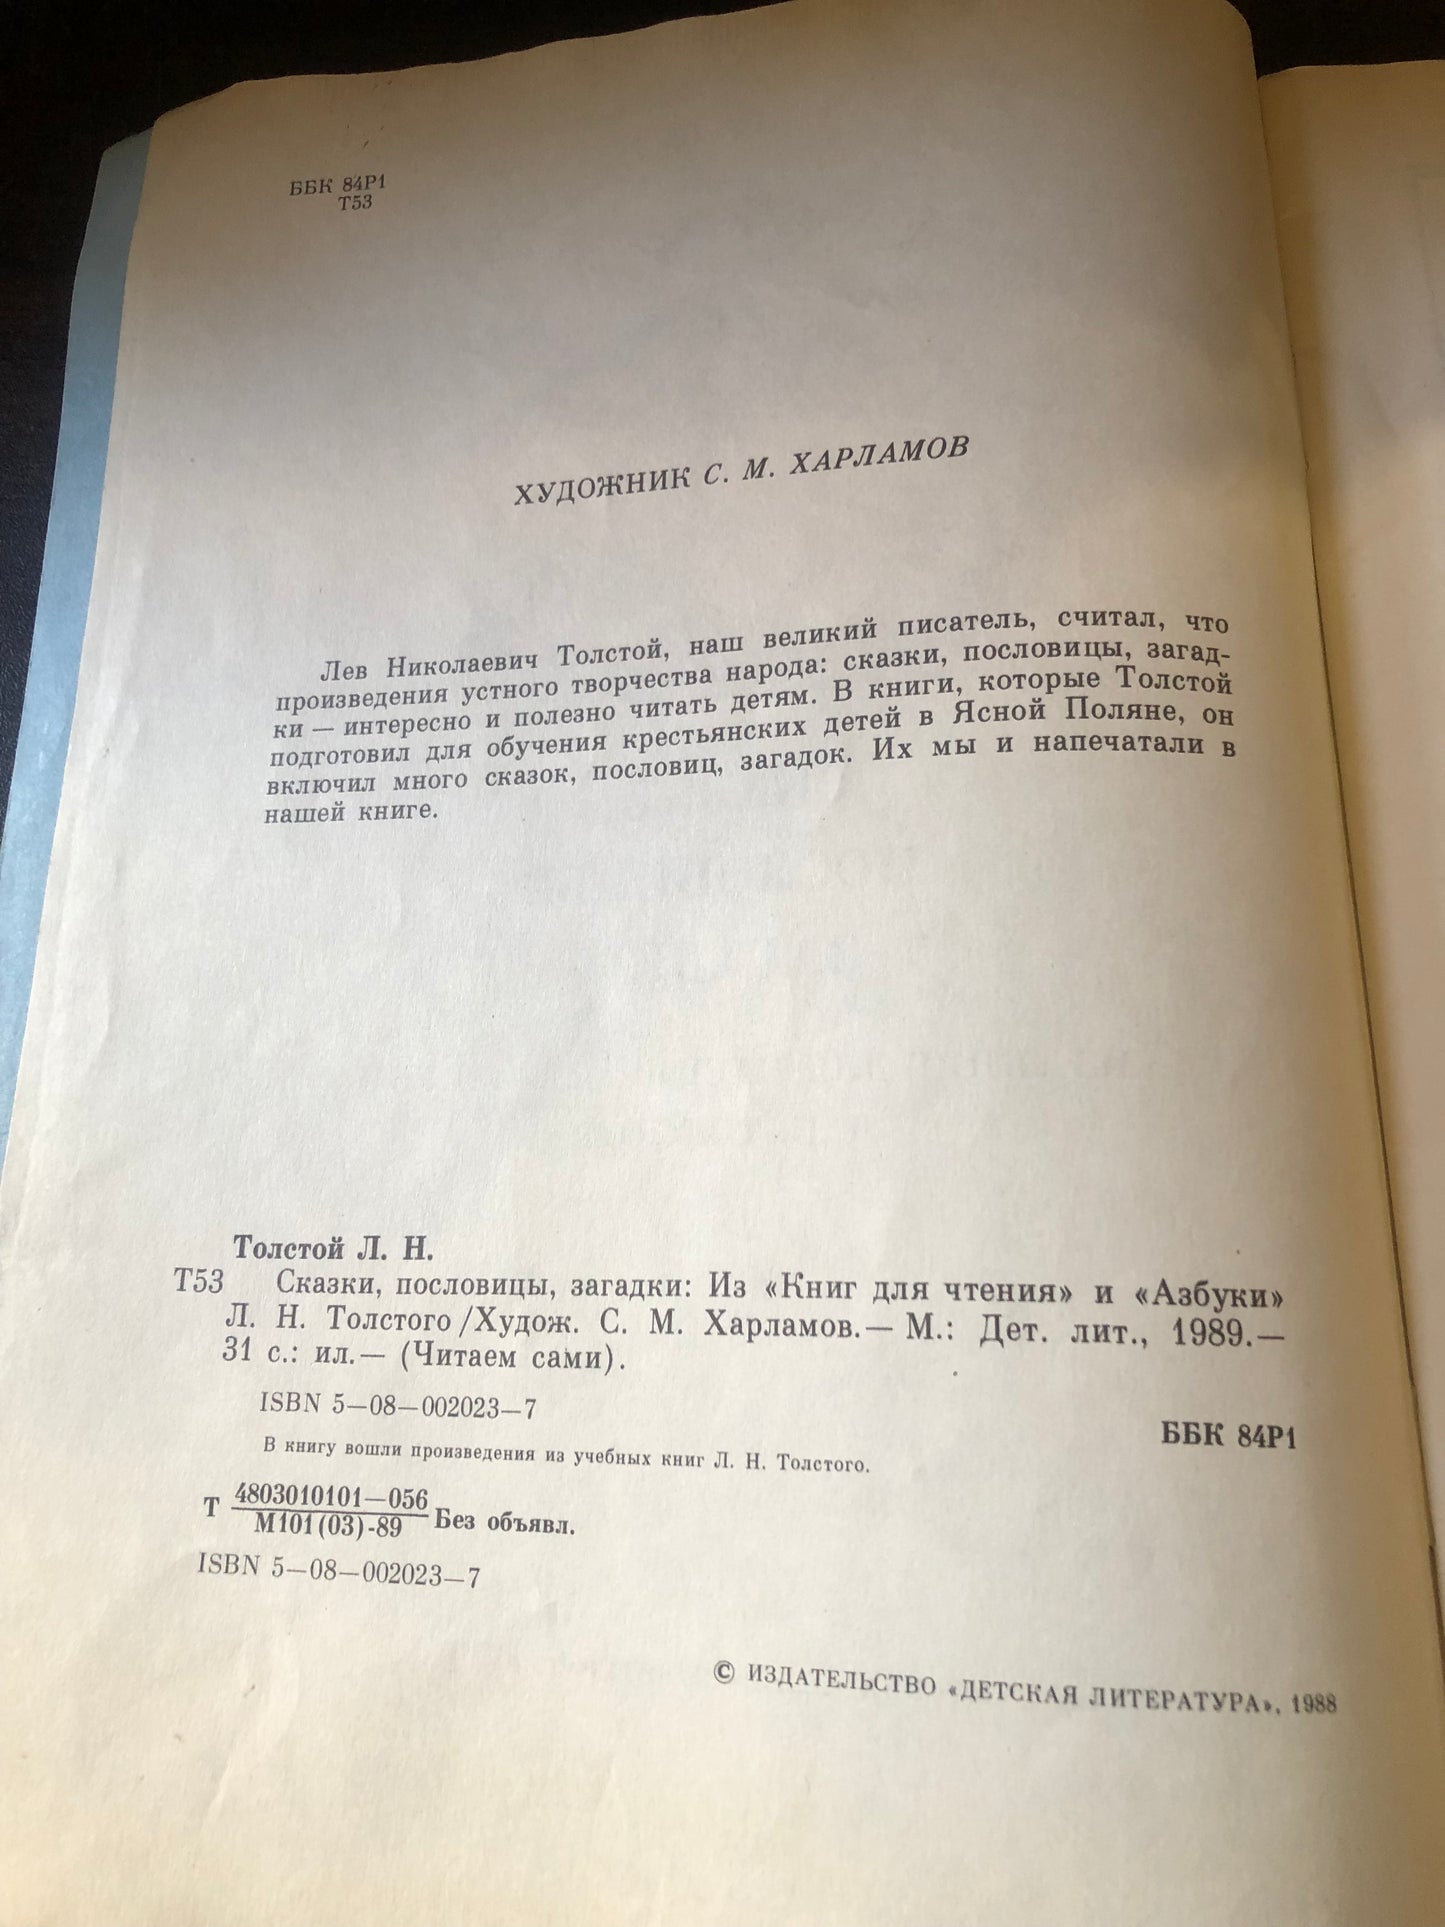 ББК 84Р1
Т53
ХУДОЖНИК С. М. ХАРЛАМОВ
Лев Николаевич Толстой, наш великий писатель, считал, что
произведения устного творчества народа: сказки, пословицы, загад-
ки — интересно и полезно читать детям. В книги, которые Толстой
подготовил для обучения крестьянских детей в Ясной Поляне, он
включил много сказок, пословиц, загадок. Их мы и напечатали в
нашей книге.
Толстой Л. Н.
Т53 Сказки, пословицы, загадки: Из «Книг для чтения» и «Азбуки»
Л. Н. Толстого/Худож. С. М. Харламов.— М.: Дет. лит., 1989.—
31 с.: ил.— (Читаем сами).
ISBN 5—08—002023—7
В книгу вошли произведения из учебных книг Л. Н. Толстого.
ББК 84Р1
Т 4803010101—056
М101(03)-89 Без объявл.
ISBN 5—08—002023—7
© ИЗДАТЕЛЬСТВО «ДЕТСКАЯ ЛИТЕРАТУРА», 1988